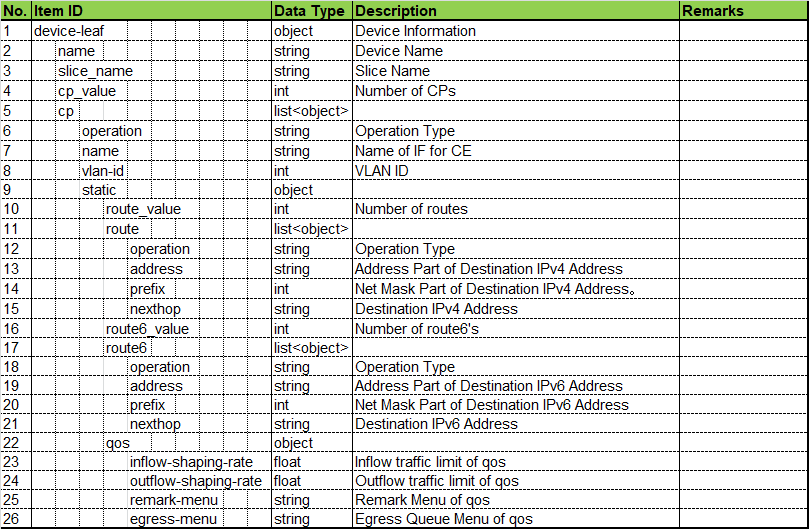 No. Item ID Data Type Description Remarks
1 device-leaf object Device Information
2 name string Device Name
3 slice_name string Slice Name
4 cp_value int Number of CPs
5 cp list<object>
6 operation string Operation Type
7 name string Name of IF for CE
8 vlan-id int VLAN ID
9 static object
10 route_value int Number of routes
11 route list<object>
12 operation string Operation Type
13 address string Address Part of Destination IPv4 Address
14 prefix int Net Mask Part of Destination IPv4 Address。
15 nexthop string Destination IPv4 Address
16 route6_value int Number of route6's
17 route6 list<object>
18 operation string Operation Type
19 address string Address Part of Destination IPv6 Address
20 prefix int Net Mask Part of Destination IPv6 Address
21 nexthop string Destination IPv6 Address
22 qos object
23 inflow-shaping-rate float Inflow traffic limit of qos
24 outflow-shaping-rate float Outflow traffic limit of qos
25 remark-menu string Remark Menu of qos
26 egress-menu string Egress Queue Menu of qos